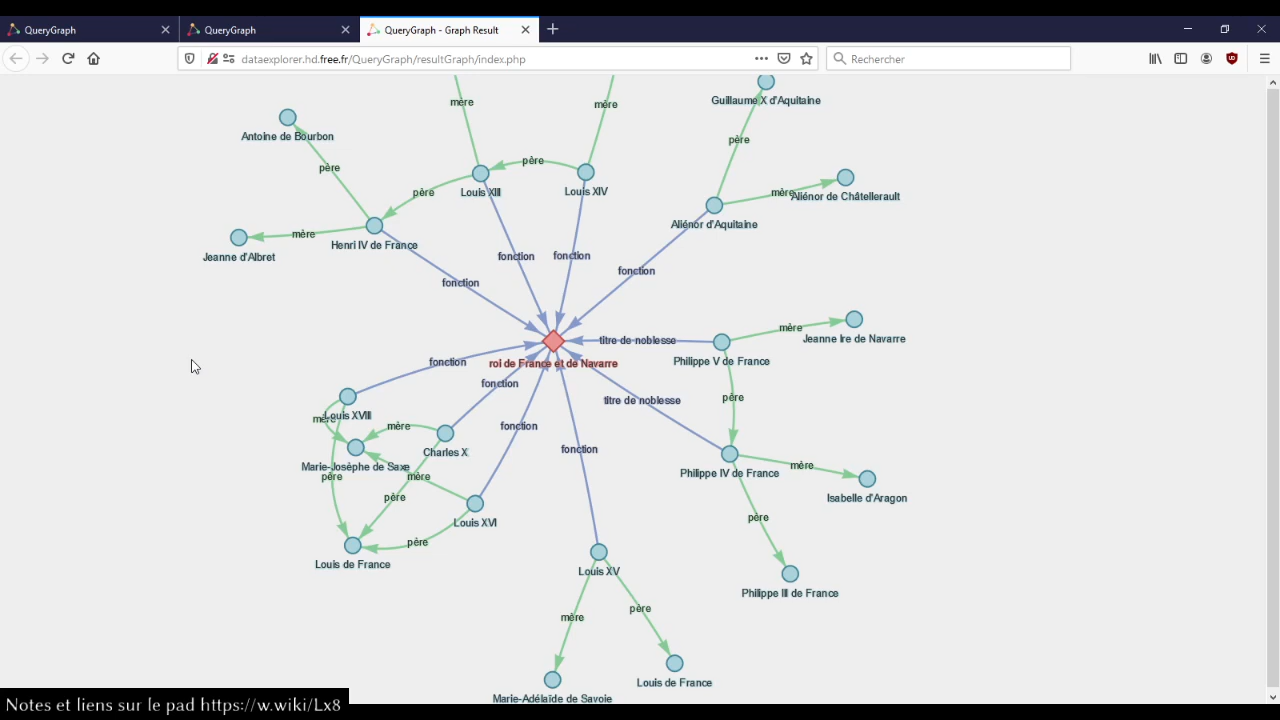 QueryGraph
QueryGraph
QueryGraph - Graph Result
dataexplorer.hd.free.fr/QueryGraph/resultGraph/index.php
Rechercher
mère
mère
Guillaume X d'Aquitaine
Antoine de Bourbon
père
père
père
Louis XIII
Louis XIV
père
mère
Aliénor de Châtellerault
Aliénor d'Aquitaine
mère
Henri IV de France
Jeanne d'Albret
fonction
fonction
fonction
fonction
titre de noblesse
mère
Jeanne Ire de Navarre
Philippe V de France
roi de France et de Navarre
fonction
fonction
titre de noblesse
père
mère
Louis XVIII
mère
Charles X
fonction
fonction
Marie-Josèphe de Saxe
père
mère
père
Philippe IV de France
mère
Isabelle d'Aragon
Louis XVI
père
père
Louis de France
Louis XV
Philippe III de France
mère
père
Marie-Adélaïde de Savoie
Louis de France
Notes et liens sur le pad https://w.wiki/Lx8